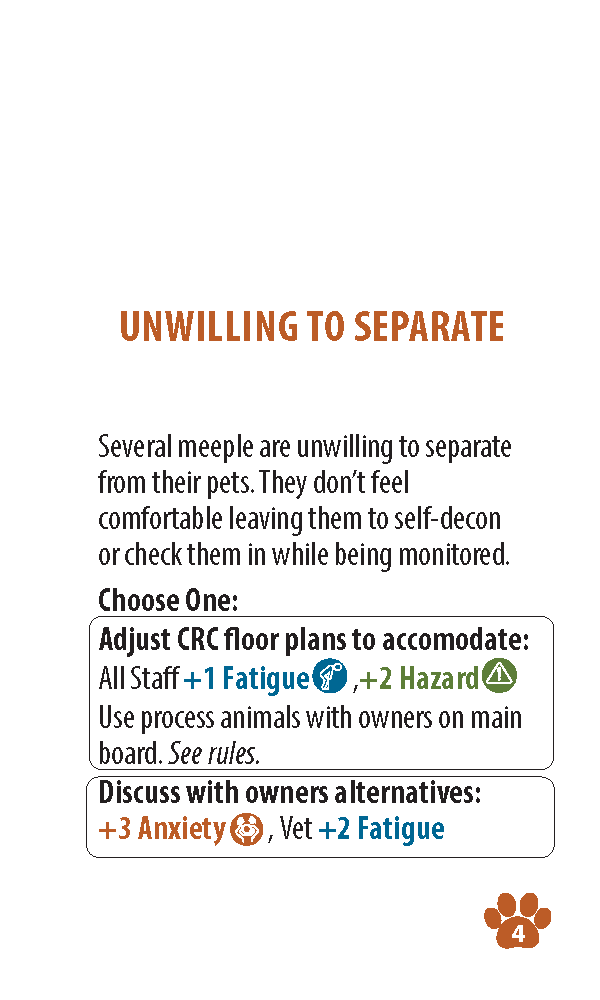 UNWILLING TO SEPARATE
Several meeple are unwilling to separate
from their pets. They don’t feel
comfortable leaving them to self-decon
or check them in while being monitored.
Choose One:
Adjust CRC floor plans to accomodate:
All Staff +1 Fatigue ,+2 Hazard
Use process animals with owners on main
board. See rules.
Discuss with owners alternatives:
+3 Anxiety , Vet +2 Fatigue
4